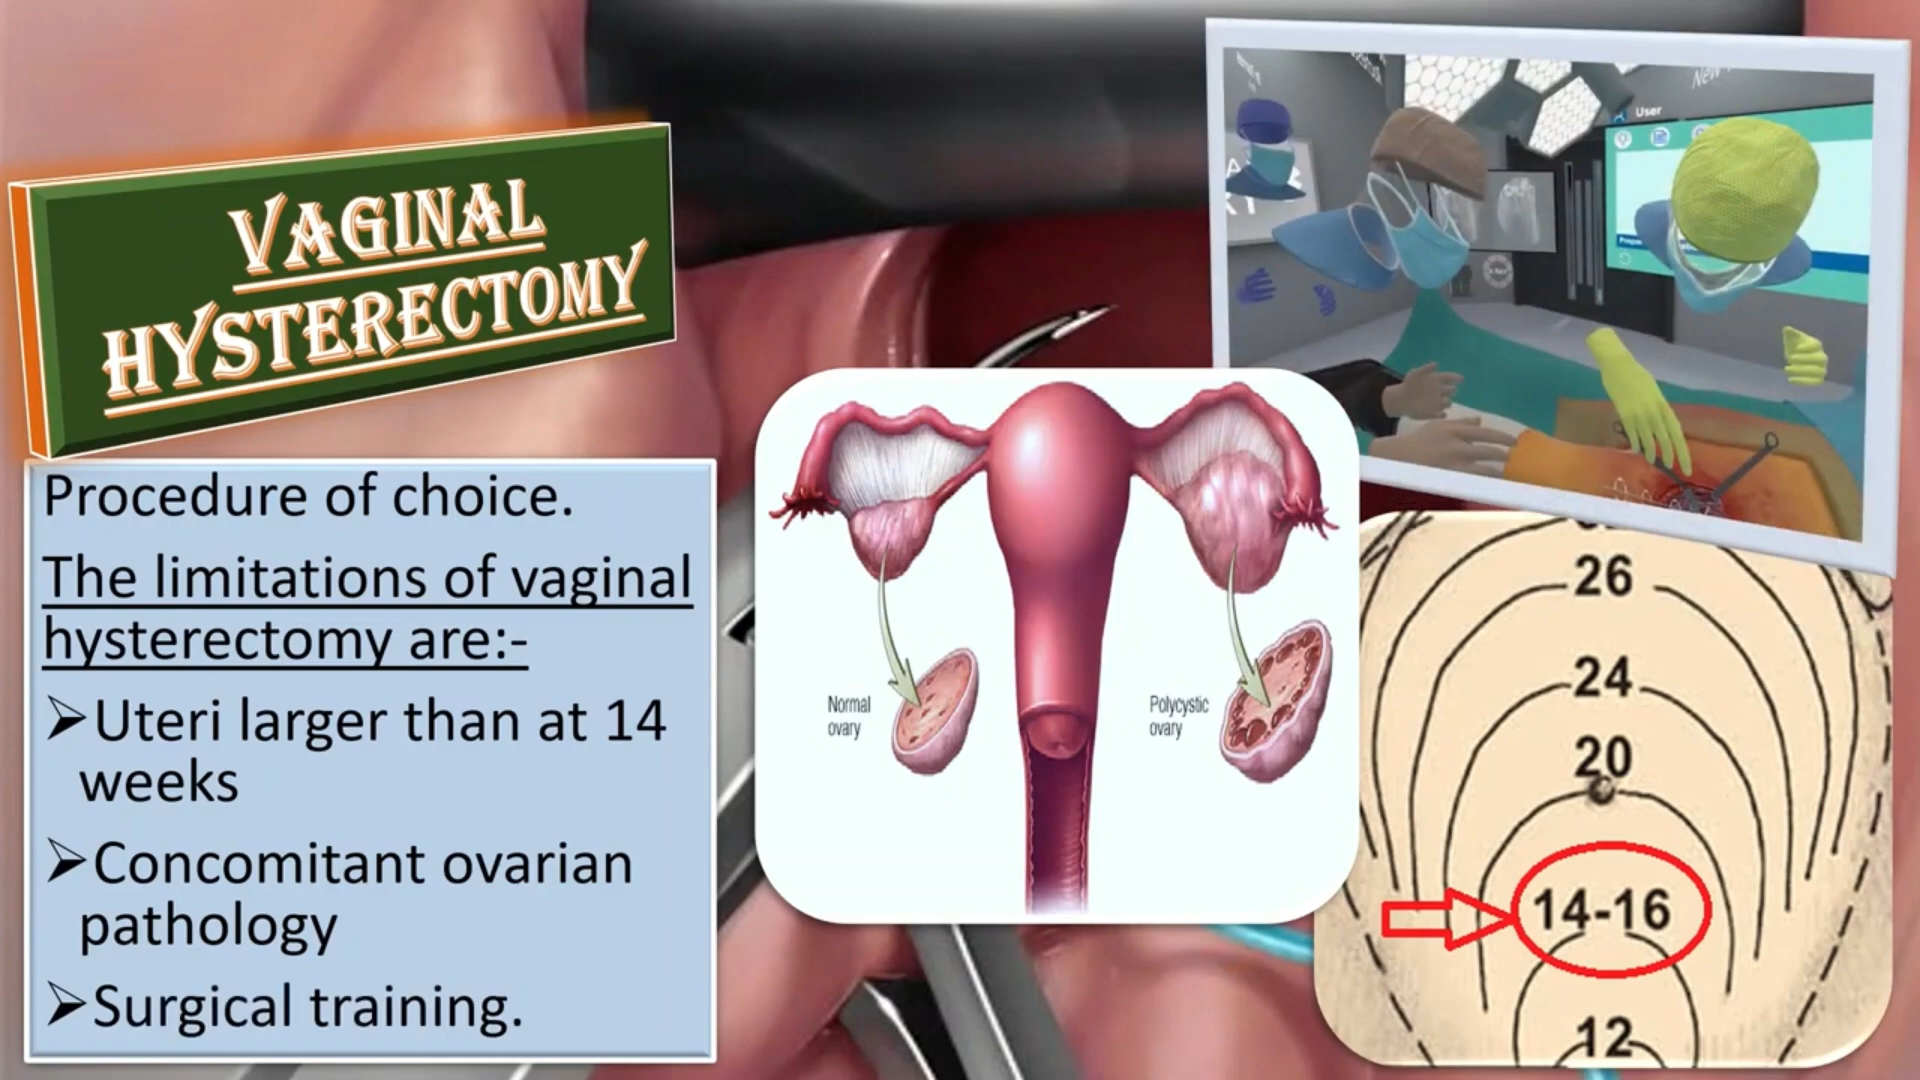 VAGINAL
HYSTERECTOMY
Procedure of choice.
The limitations of vaginal
hysterectomy are:-
➢Uteri larger than at 14
weeks
➢Concomitant ovarian
pathology
➢Surgical training.
Normal
ovary
Polycystic
ovary
User
26
24
20
14-16
12